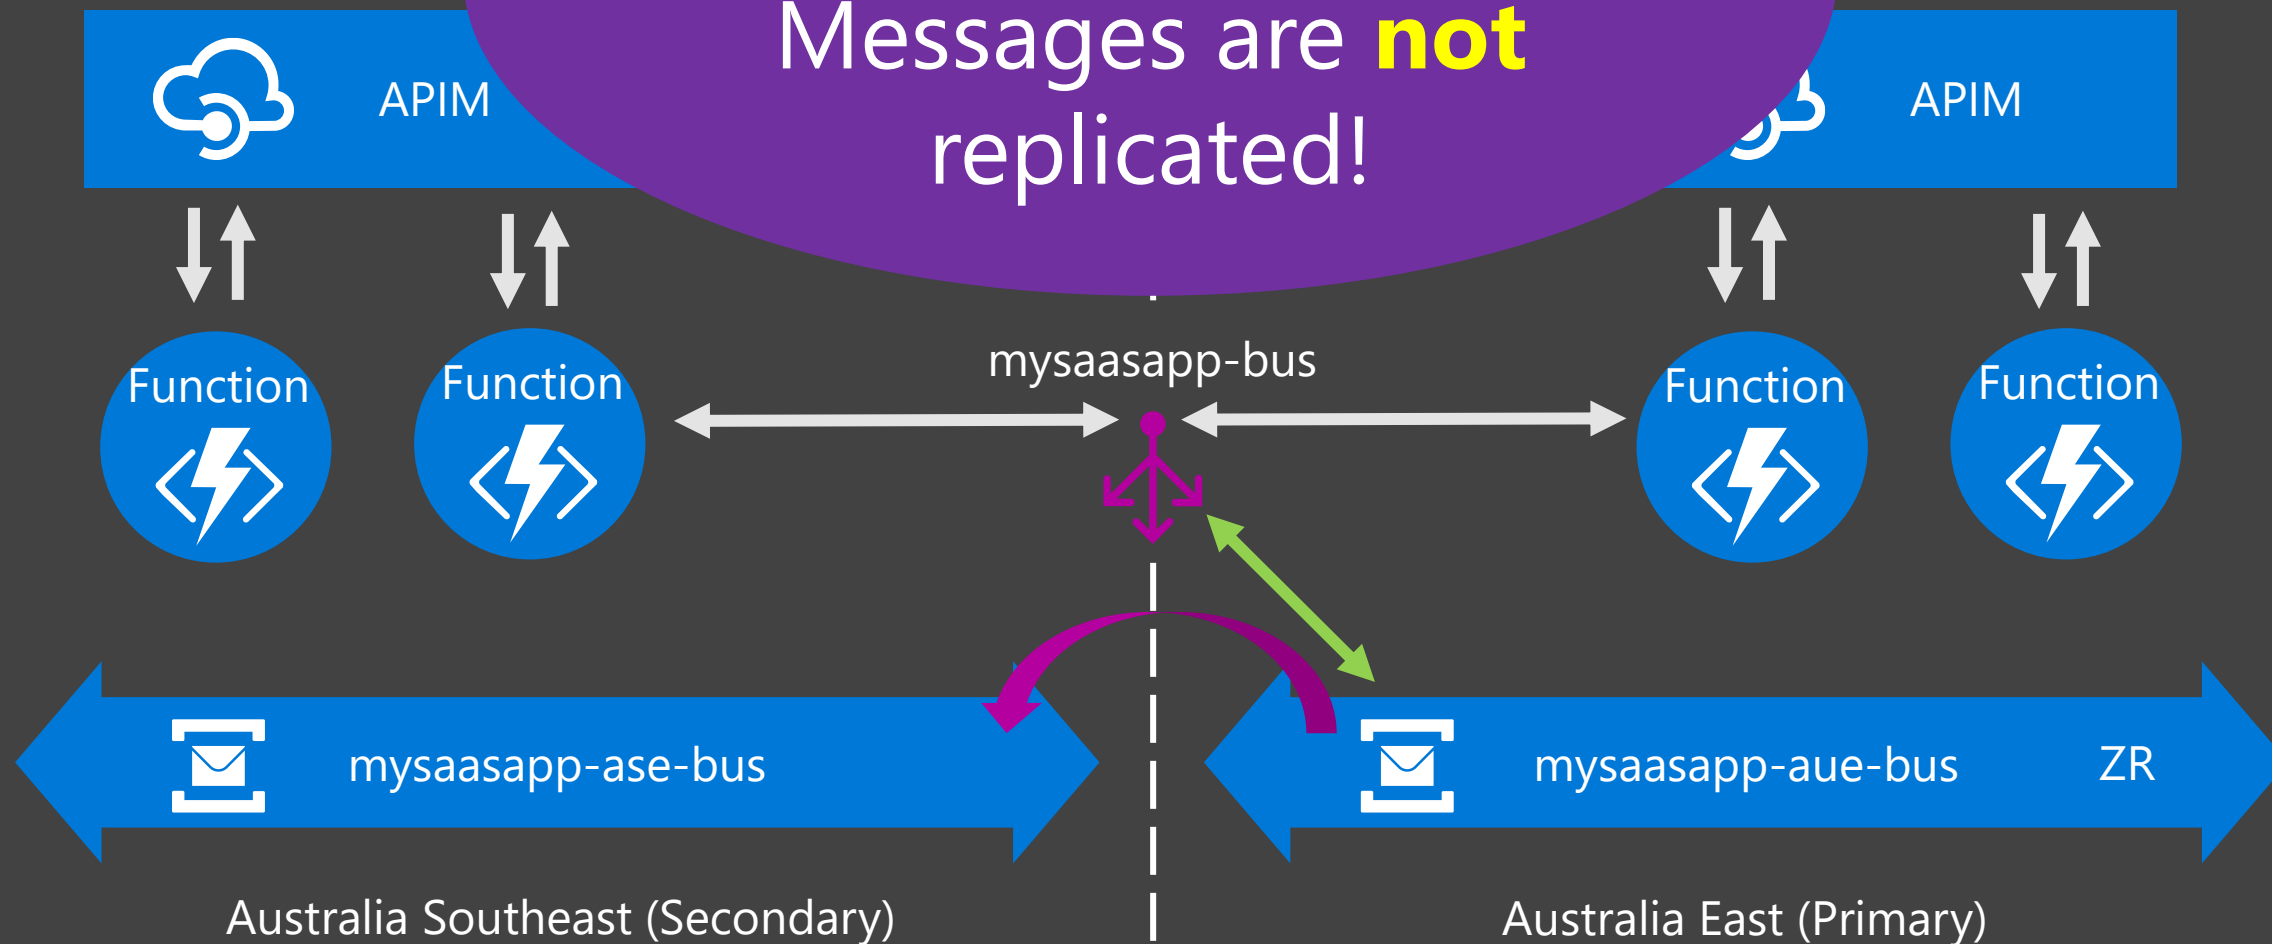 Messages are not
replicated!
APIM
APIM
mysaasapp-bus
Function
Function
Function
Function
mysaasapp-ase-bus
mysaasapp-aue-bus
ZR
Australia Southeast (Secondary)
Australia East (Primary)